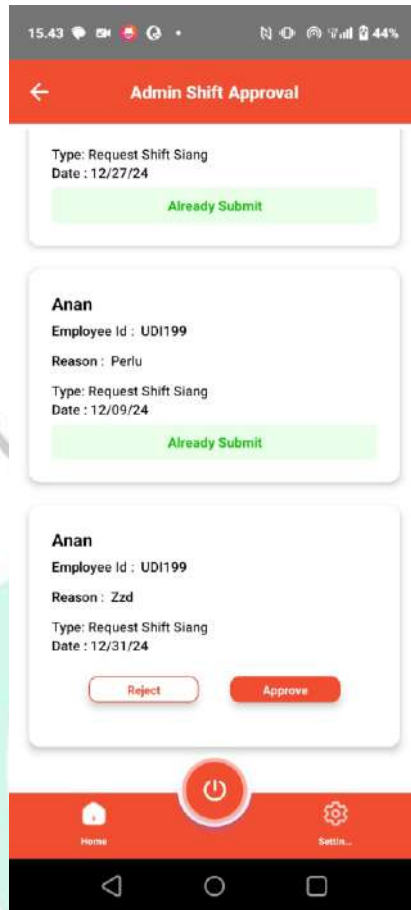 15.43 44%
Admin Shift Approval
Type: Request Shift Siang
Date : 12/27/24
Already Submit
Anan
Employee Id : UDI199
Reason : Perlu
Type: Request Shift Siang
Date : 12/09/24
Already Submit
Anan
Employee Id : UDI199
Reason : Zzd
Type: Request Shift Siang
Date : 12/31/24
Reject Approve
Home Settin...